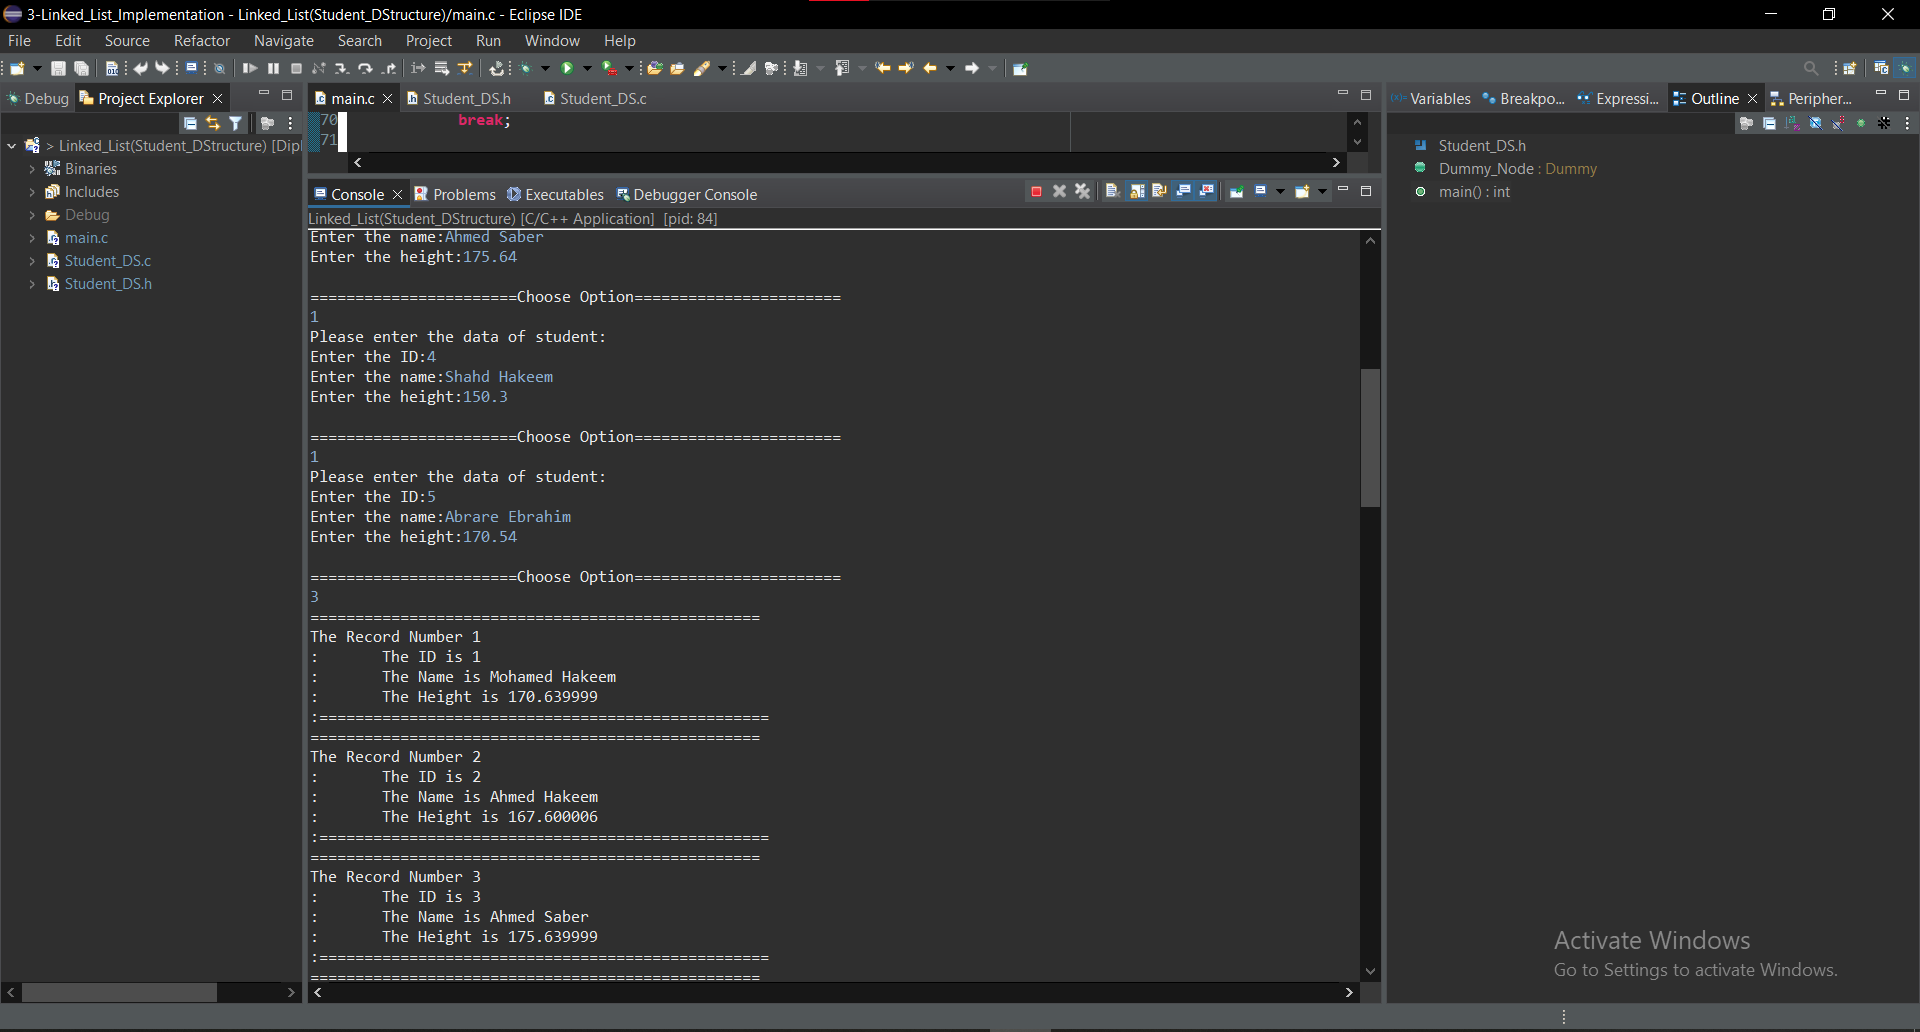 3-Linked_List_Implementation - Linked_List(Student_DStructure)/main.c - Eclipse IDE
File Edit Source Refactor Navigate Search Project Run Window Help
Debug Project Explorer main.c Student_DS.h Student_DS.c Variables Breakpo... Expressi... Outline Peripher...
70 break;
71
> Linked_List(Student_DStructure) [Dipl
Binaries
Includes
Debug
main.c
Student_DS.c
Student_DS.h
Console Problems Executables Debugger Console
Linked_List(Student_DStructure) [C/C++ Application] [pid: 84]
Enter the name:Ahmed Saber
Enter the height:175.64
=======================Choose Option=======================
1
Please enter the data of student:
Enter the ID:4
Enter the name:Shahd Hakeem
Enter the height:150.3
=======================Choose Option=======================
1
Please enter the data of student:
Enter the ID:5
Enter the name:Abrare Ebrahim
Enter the height:170.54
=======================Choose Option=======================
3
==================================================
The Record Number 1
: The ID is 1
: The Name is Mohamed Hakeem
: The Height is 170.639999
:==================================================
==================================================
The Record Number 2
: The ID is 2
: The Name is Ahmed Hakeem
: The Height is 167.600006
:==================================================
==================================================
The Record Number 3
: The ID is 3
: The Name is Ahmed Saber
: The Height is 175.639999
:==================================================
==================================================
Student_DS.h
Dummy_Node : Dummy
main() : int
Activate Windows
Go to Settings to activate Windows.